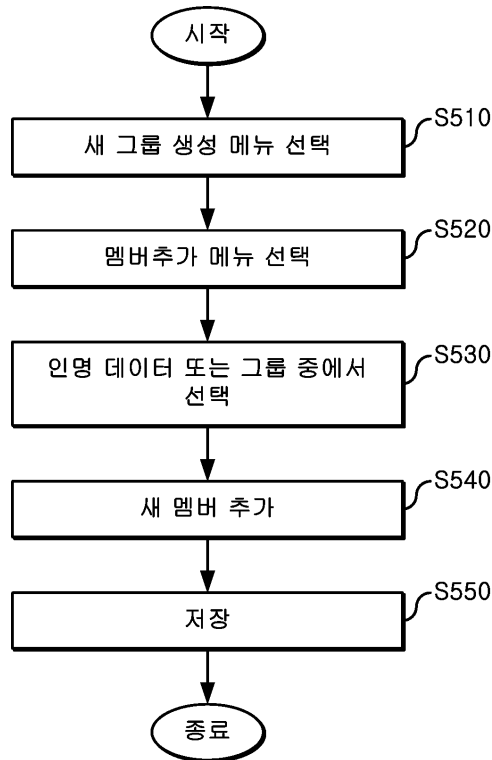 시작
S510
새 그룹 생성 메뉴 선택
S520
멤버추가 메뉴 선택
S530
인명 데이터 또는 그룹 중에서
선택
S540
새 멤버 추가
S550
저장
종료